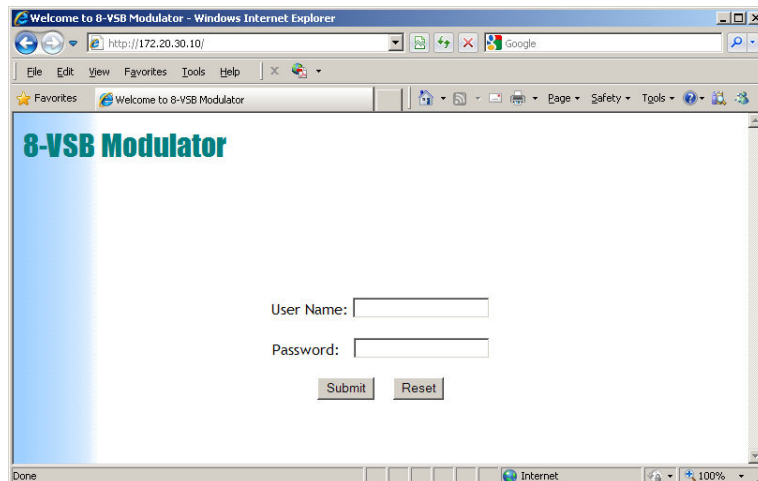 Welcome to 8-VSB Modulator - Windows Internet Explorer
http://172.20.30.10/
Google
File Edit View Favorites Tools Help
Favorites Welcome to 8-VSB Modulator Page Safety Tools
8-VSB Modulator
User Name:
Password:
Submit Reset
Done Internet 100%